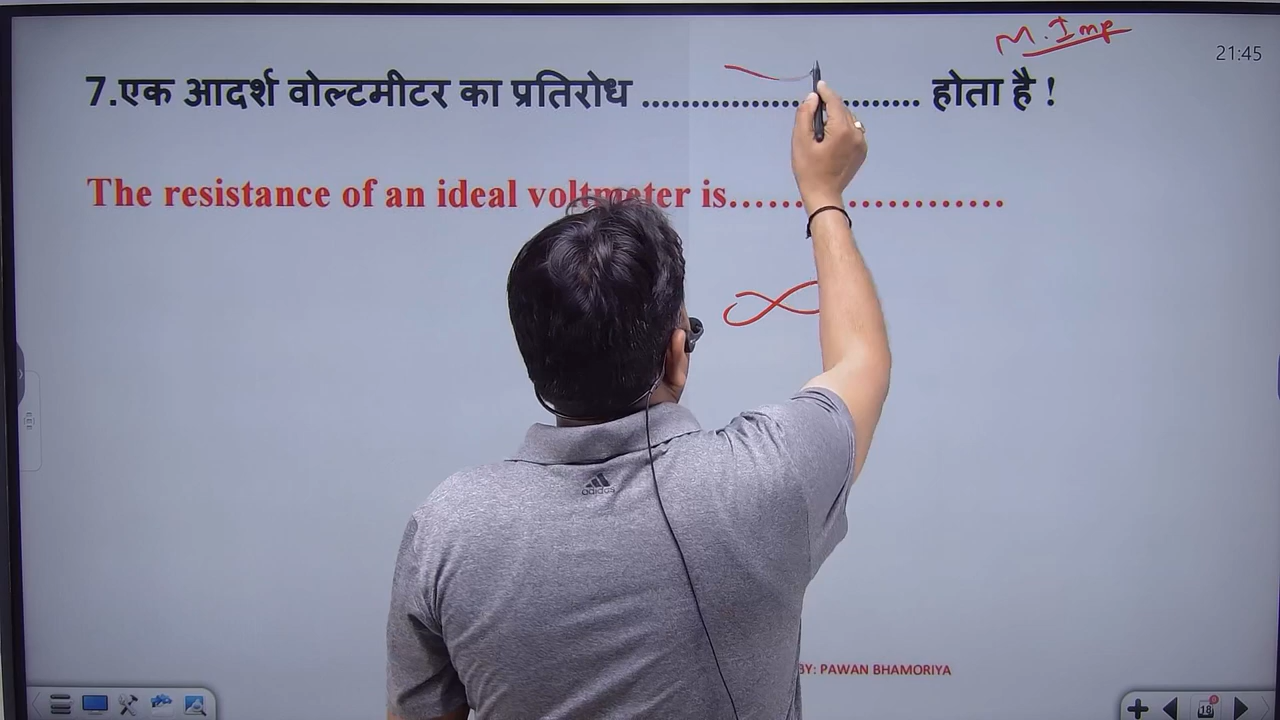 M. Imp
21:45
7.एक आदर्श वोल्टमीटर का प्रतिरोध ............................ होता है !
The resistance of an ideal voltmeter is.....................
∞
adidas
BY: PAWAN BHAMORIYA
18